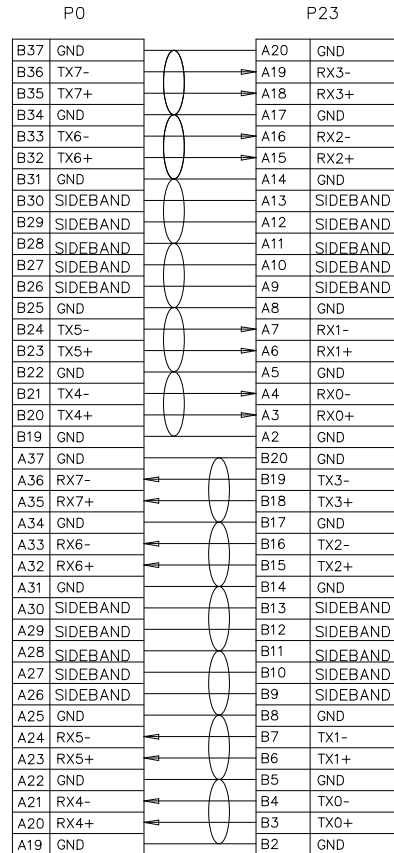 P0 P23
B37 GND A20 GND
B36 TX7- A19 RX3-
B35 TX7+ A18 RX3+
B34 GND A17 GND
B33 TX6- A16 RX2-
B32 TX6+ A15 RX2+
B31 GND A14 GND
B30 SIDEBAND A13 SIDEBAND
B29 SIDEBAND A12 SIDEBAND
B28 SIDEBAND A11 SIDEBAND
B27 SIDEBAND A10 SIDEBAND
B26 SIDEBAND A9 SIDEBAND
B25 GND A8 GND
B24 TX5- A7 RX1-
B23 TX5+ A6 RX1+
B22 GND A5 GND
B21 TX4- A4 RX0-
B20 TX4+ A3 RX0+
B19 GND A2 GND
A37 GND B20 GND
A36 RX7- B19 TX3-
A35 RX7+ B18 TX3+
A34 GND B17 GND
A33 RX6- B16 TX2-
A32 RX6+ B15 TX2+
A31 GND B14 GND
A30 SIDEBAND B13 SIDEBAND
A29 SIDEBAND B12 SIDEBAND
A28 SIDEBAND B11 SIDEBAND
A27 SIDEBAND B10 SIDEBAND
A26 SIDEBAND B9 SIDEBAND
A25 GND B8 GND
A24 RX5- B7 TX1-
A23 RX5+ B6 TX1+
A22 GND B5 GND
A21 RX4- B4 TX0-
A20 RX4+ B3 TX0+
A19 GND B2 GND